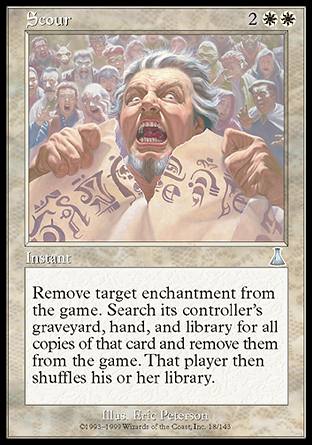 Scour 2
Instant
Remove target enchantment from
the game. Search its controller's
graveyard, hand, and library for all
copies of that card and remove them
from the game. That player then
shuffles his or her library.
Illus. Eric Peterson
©1993–1999 Wizards of the Coast, Inc. 18/143